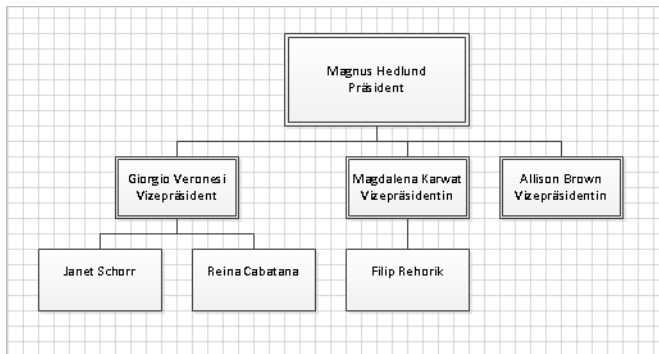 Magnus Hedlund
Präsident
Giorgio Veronesi
Vizepräsident
Magdalena Karwat
Vizepräsidentin
Allison Brown
Vizepräsidentin
Janet Schorr
Reina Cabatana
Filip Rehorik